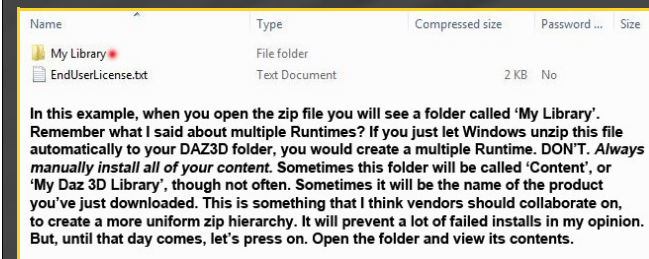 Name Type Compressed size Password ... Size
My Library File folder
EndUserLicense.txt Text Document 2 KB No
In this example, when you open the zip file you will see a folder called ‘My Library’.
Remember what I said about multiple Runtimes? If you just let Windows unzip this file
automatically to your DAZ3D folder, you would create a multiple Runtime. DON'T. Always
manually install all of your content. Sometimes this folder will be called ‘Content’, or
‘My Daz 3D Library’, though not often. Sometimes it will be the name of the product
you’ve just downloaded. This is something that I think vendors should collaborate on,
to create a more uniform zip hierarchy. It will prevent a lot of failed installs in my opinion.
But, until that day comes, let’s press on. Open the folder and view its contents.